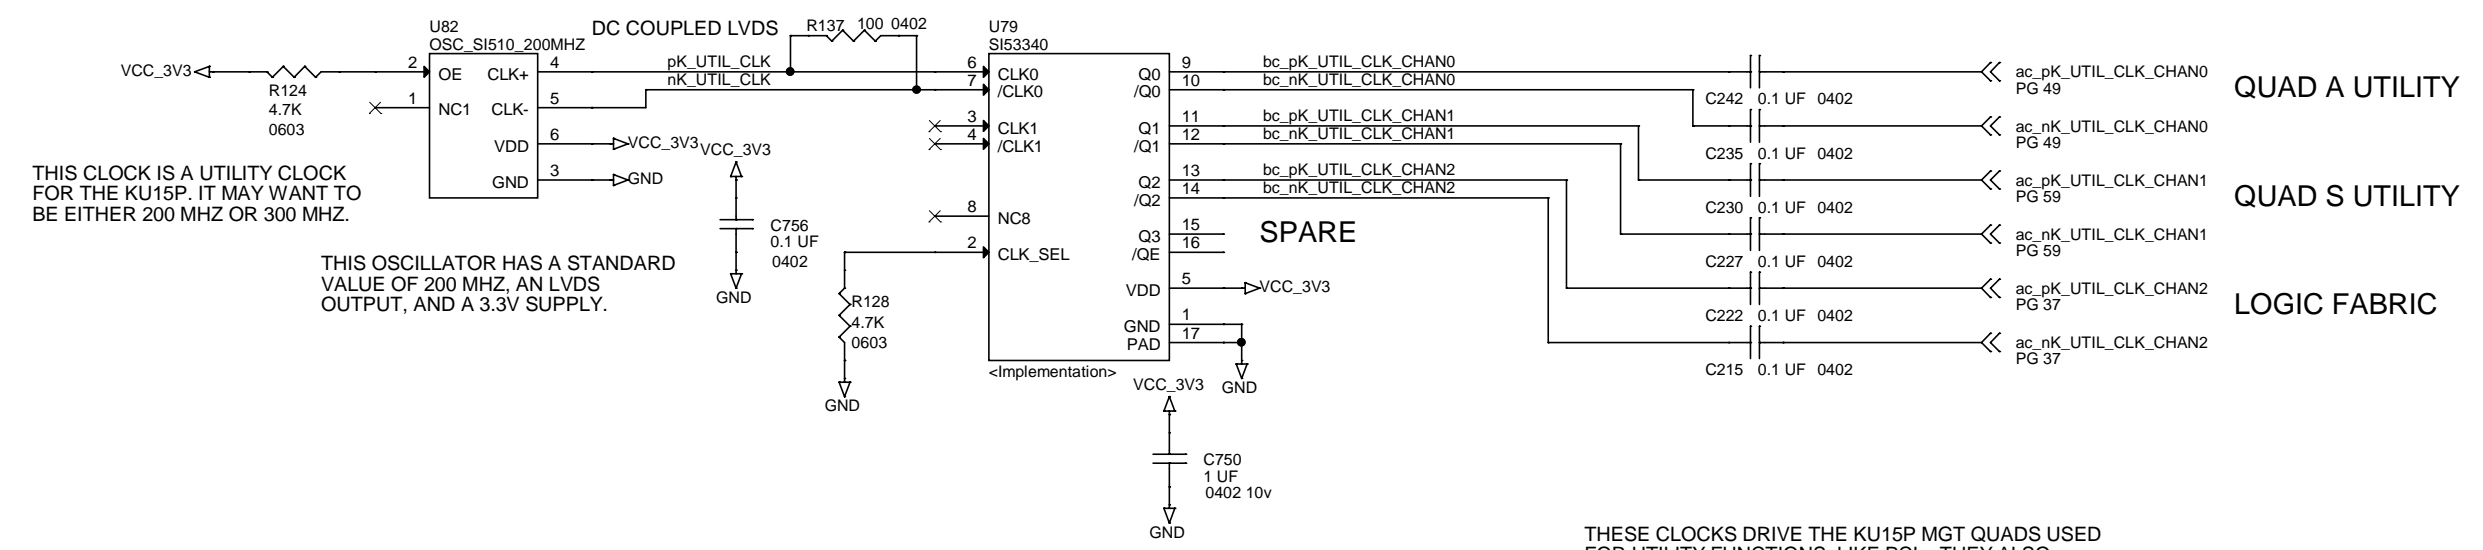 U82
OSC_SI510_200MHZ
DC COUPLED LVDS
R137 100 0402
U79
SI53340
VCC_3V3
R124
4.7K
0603
2 OE CLK+ 4
1 NC1 CLK- 5
VDD 6
GND 3
VCC_3V3
GND
pK_UTIL_CLK
nK_UTIL_CLK
THIS CLOCK IS A UTILITY CLOCK
FOR THE KU15P. IT MAY WANT TO
BE EITHER 200 MHZ OR 300 MHZ.
THIS OSCILLATOR HAS A STANDARD
VALUE OF 200 MHZ, AN LVDS
OUTPUT, AND A 3.3V SUPPLY.
VCC_3V3
C756
0.1 UF
0402
GND
R128
4.7K
0603
GND
6 CLK0 Q0 9
7 /CLK0 /Q0 10
3 CLK1 Q1 11
4 /CLK1 /Q1 12
Q2 13
/Q2 14
8 NC8
Q3 15
2 CLK_SEL /QE 16
VDD 5
GND 1
PAD 17
<Implementation>
VCC_3V3
GND
SPARE
VCC_3V3
C750
1 UF
0402 10v
GND
bc_pK_UTIL_CLK_CHAN0
bc_nK_UTIL_CLK_CHAN0
bc_pK_UTIL_CLK_CHAN1
bc_nK_UTIL_CLK_CHAN1
bc_pK_UTIL_CLK_CHAN2
bc_nK_UTIL_CLK_CHAN2
C242 0.1 UF 0402
C235 0.1 UF 0402
C230 0.1 UF 0402
C227 0.1 UF 0402
C222 0.1 UF 0402
C215 0.1 UF 0402
ac_pK_UTIL_CLK_CHAN0
PG 49
ac_nK_UTIL_CLK_CHAN0
PG 49
ac_pK_UTIL_CLK_CHAN1
PG 59
ac_nK_UTIL_CLK_CHAN1
PG 59
ac_pK_UTIL_CLK_CHAN2
PG 37
ac_nK_UTIL_CLK_CHAN2
PG 37
QUAD A UTILITY
QUAD S UTILITY
LOGIC FABRIC
THESE CLOCKS DRIVE THE KU15P MGT QUADS USED